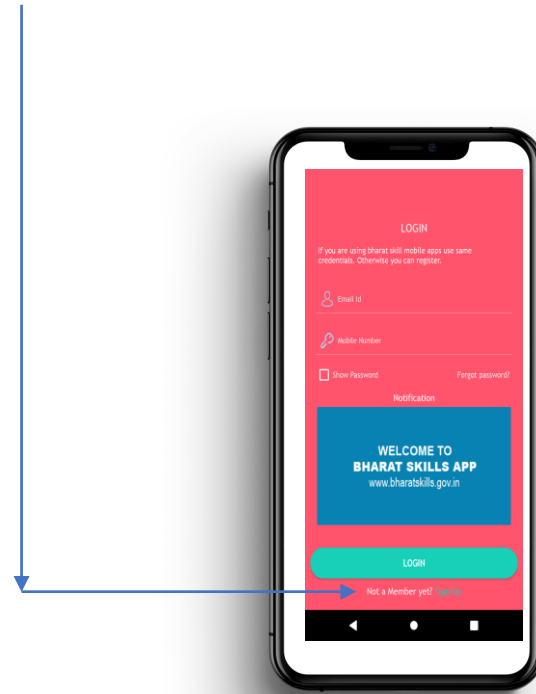 LOGIN
If you are using bharat skill mobile apps use same
credentials. Otherwise you can register.
Email Id
Mobile Number
Show Password Forgot password?
Notification
WELCOME TO
BHARAT SKILLS APP
www.bharatskills.gov.in
LOGIN
Not a Member yet? Sign Up